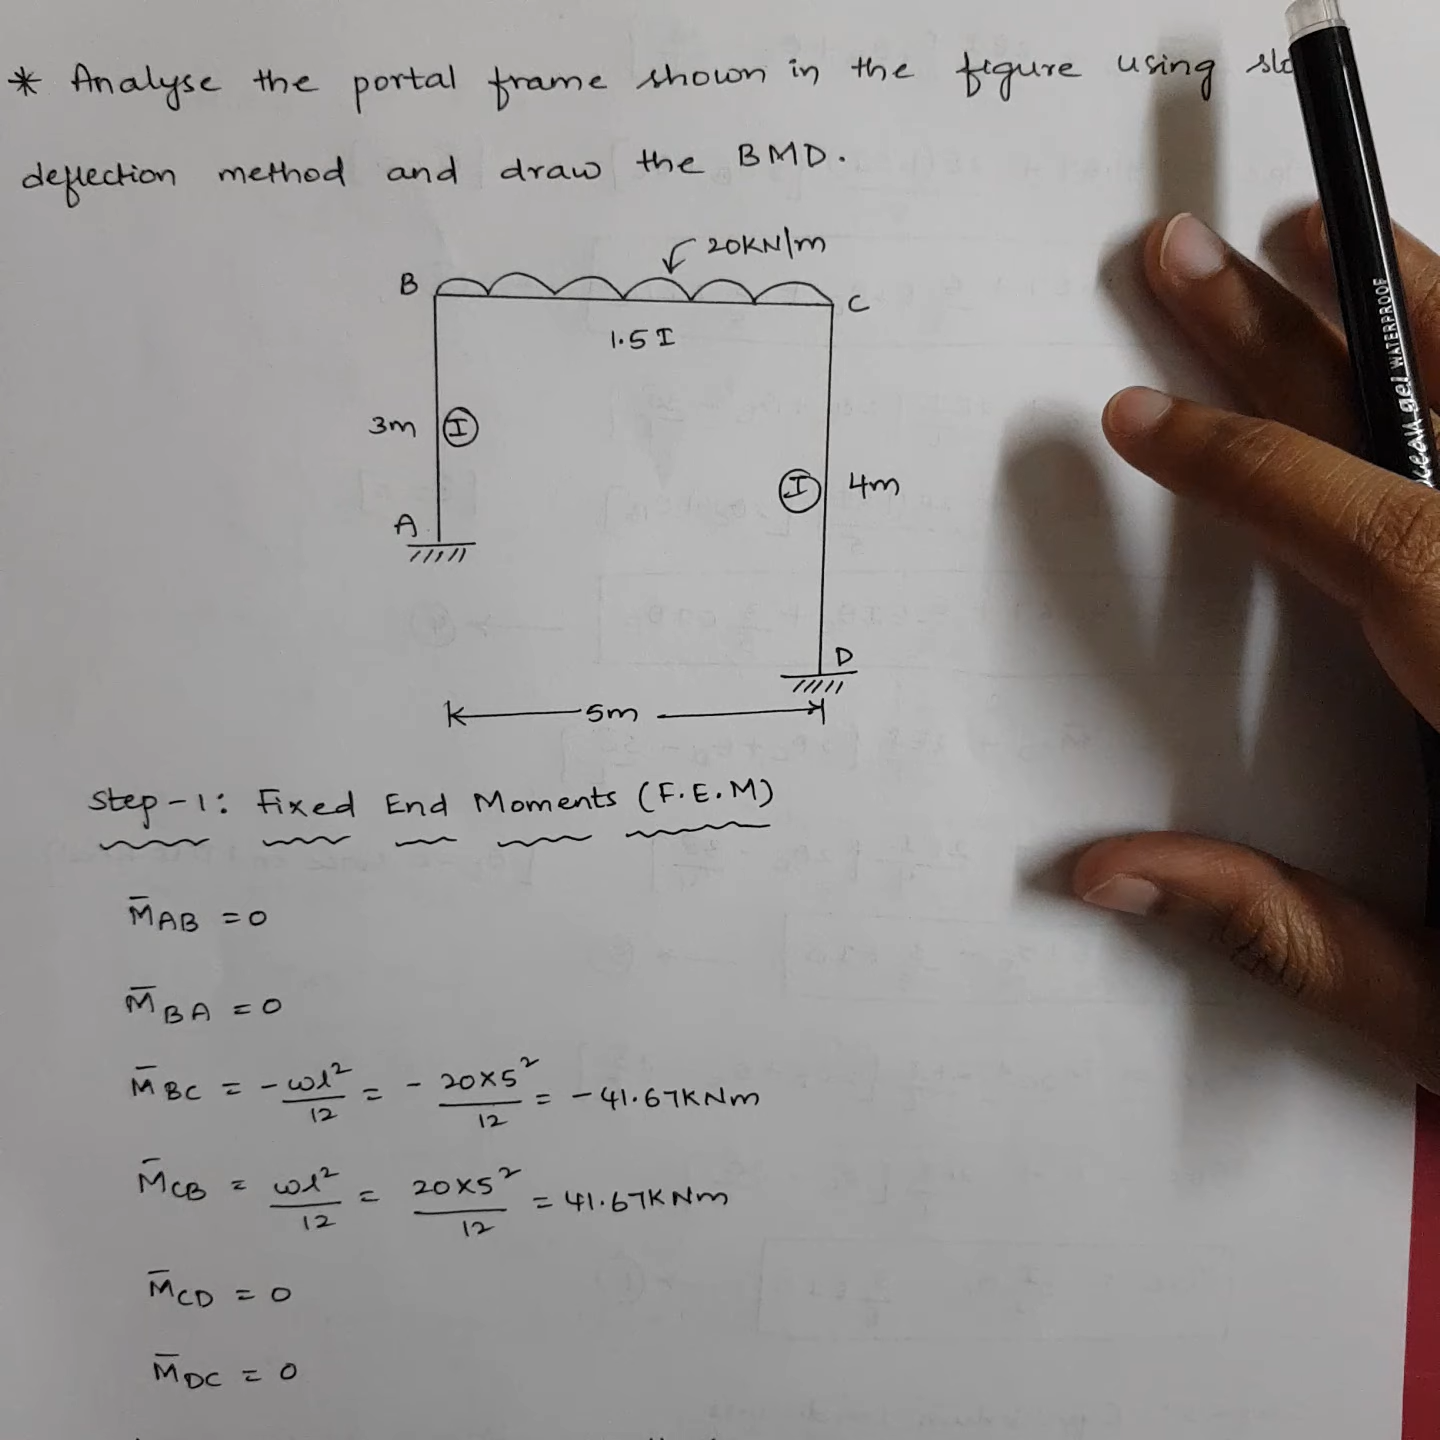 * Analyse the portal frame shown in the figure using
deflection method and draw the BMD.
20KN/m
B
C
1.5 I
3m I
I 4m
A
D
5m
Step-1: Fixed End Moments (F.E.M)
M̄AB = 0
M̄BA = 0
M̄BC = -wl²/12 = - 20×5²/12 = -41.67KNm
M̄CB = wl²/12 = 20×5²/12 = 41.67KNm
M̄CD = 0
M̄DC = 0
WATERPROOF